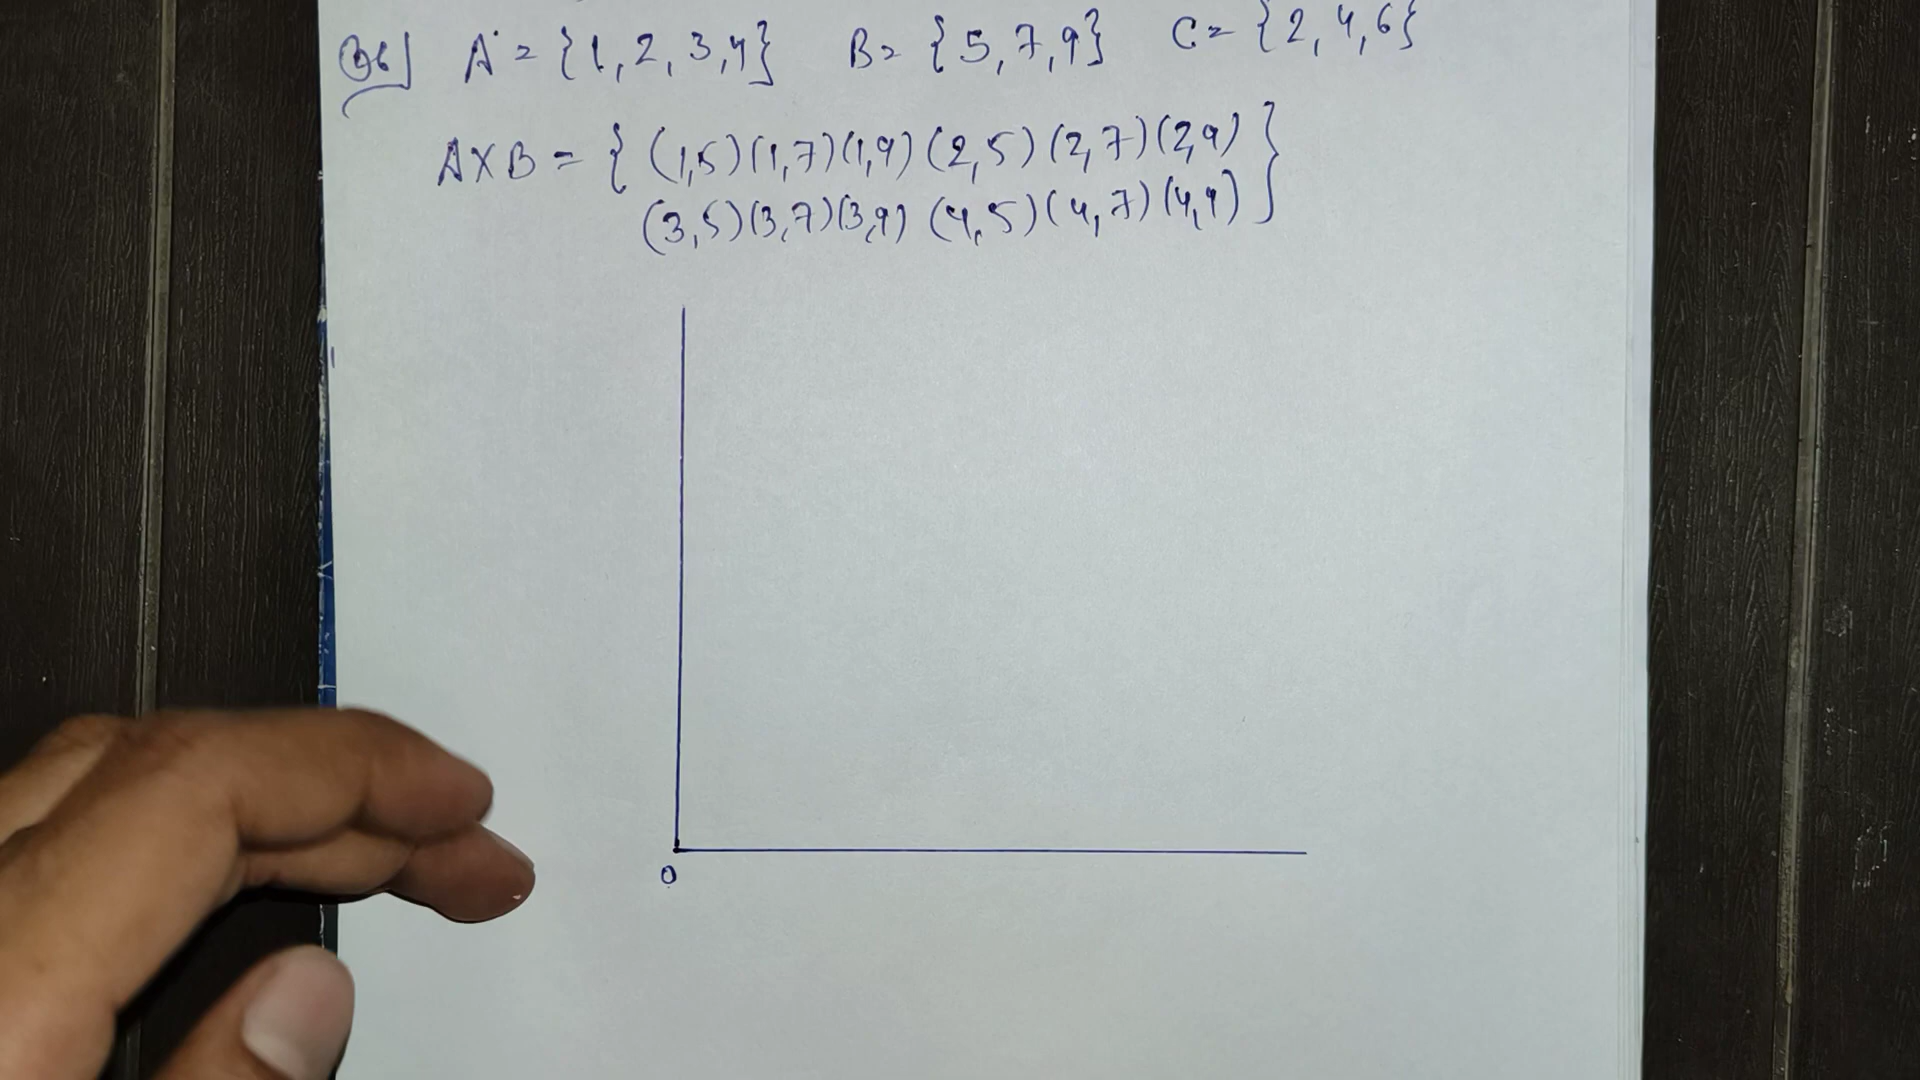 Q6] A = {1, 2, 3, 4} B = {5, 7, 9} C = {2, 4, 6}
A×B = { (1,5) (1,7) (1,9) (2,5) (2,7) (2,9)
(3,5) (3,7) (3,9) (4,5) (4,7) (4,9) }
0